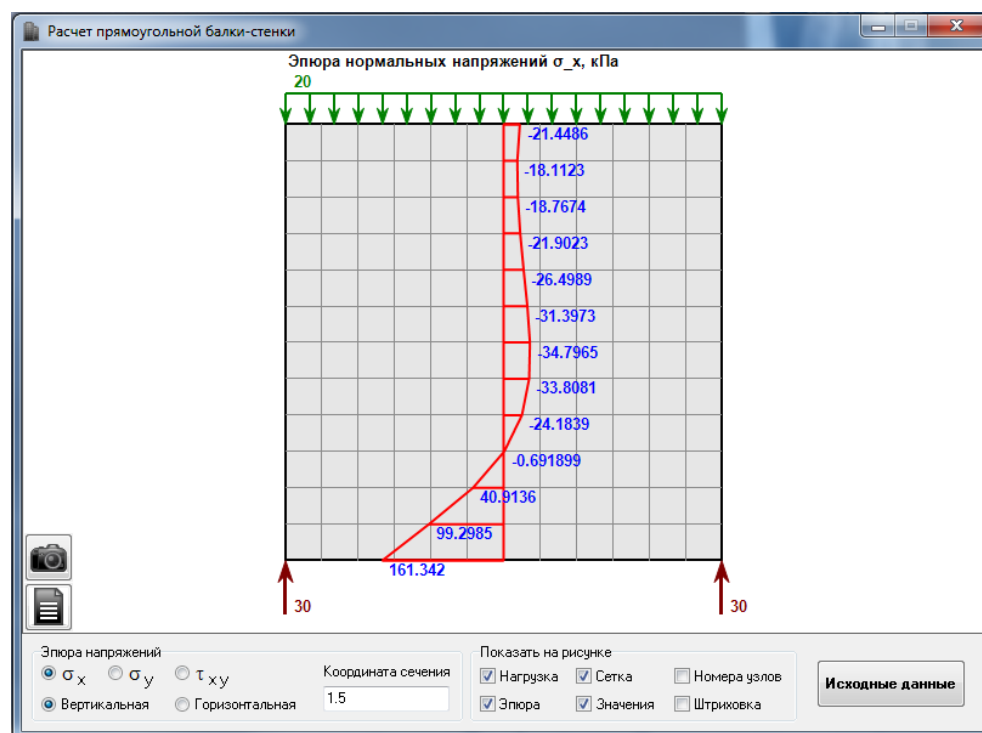 Расчет прямоугольной балки-стенки
Эпюра нормальных напряжений σ_x, кПа
20
-21.4486
-18.1123
-18.7674
-21.9023
-26.4989
-31.3973
-34.7965
-33.8081
-24.1839
-0.691899
40.9136
99.2985
161.342
30
30
Эпюра напряжений
σ x
σ y
τ xy
Вертикальная
Горизонтальная
Координата сечения
1.5
Показать на рисунке
Нагрузка
Сетка
Номера узлов
Эпюра
Значения
Штриховка
Исходные данные